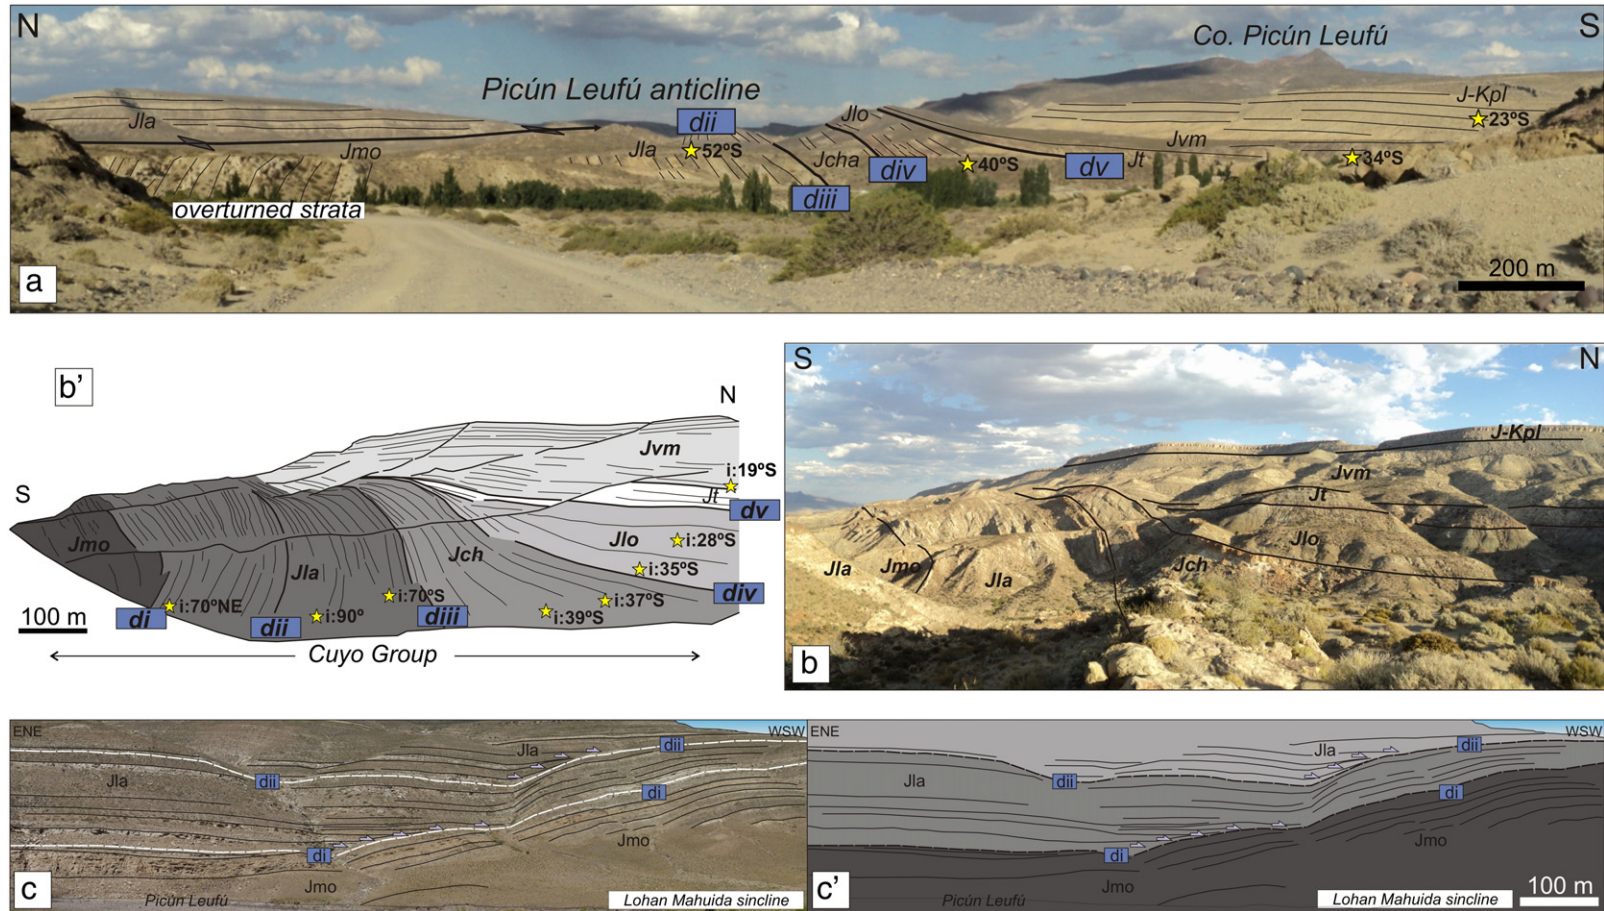 N
S
Co. Picún Leufú
Picún Leufú anticline
Jla
dii
Jlo
J-Kpl
23ºS
Jmo
Jla
52ºS
Jcha
div
40ºS
dv
Jt
Jvm
34ºS
diii
overturned strata
a
200 m
b'
N
S
Jvm
i:19ºS
Jt
dv
Jmo
Jch
Jlo
i:28ºS
Jla
i:35ºS
i:70ºNE
i:70ºS
i:37ºS
div
di
dii
i:90º
diii
i:39ºS
100 m
Cuyo Group
S
N
J-Kpl
Jvm
Jt
Jlo
Jla
Jmo
Jla
Jch
b
ENE
WSW
Jla
dii
Jla
dii
di
Jmo
di
Jmo
c
Picún Leufú
Lohan Mahuida sincline
ENE
WSW
Jla
dii
Jla
dii
di
Jmo
di
Jmo
c'
Picún Leufú
Lohan Mahuida sincline
100 m